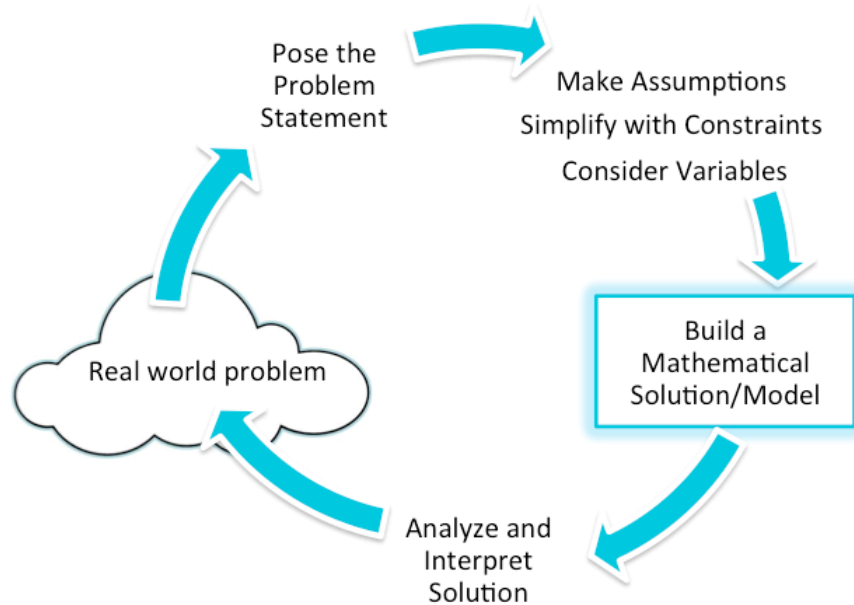 Pose the
Problem
Statement
Make Assumptions
Simplify with Constraints
Consider Variables
Build a
Mathematical
Solution/Model
Analyze and
Interpret
Solution
Real world problem